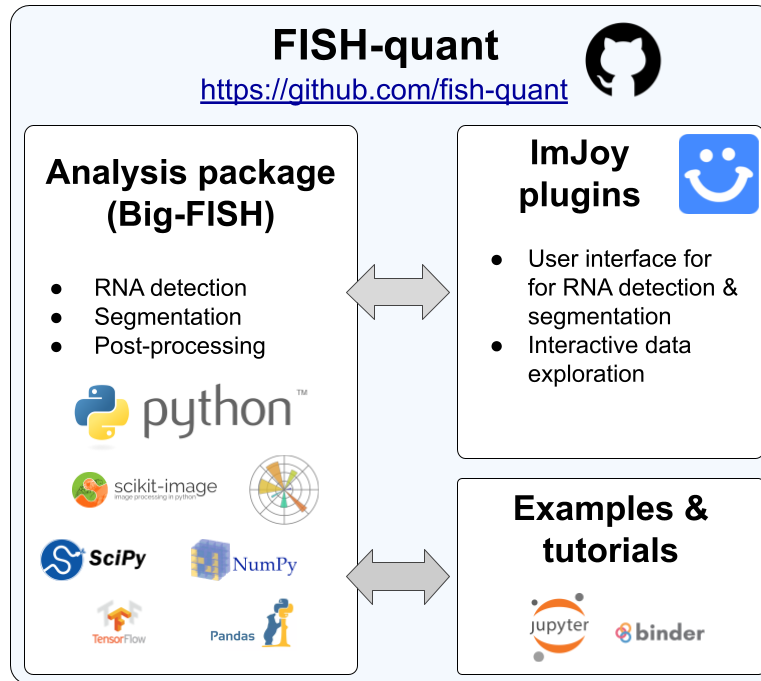 FISH-quant
https://github.com/fish-quant
Analysis package
(Big-FISH)
● RNA detection
● Segmentation
● Post-processing
python™
scikit-image
image processing in python
SciPy
NumPy
TensorFlow
Pandas
ImJoy
plugins
● User interface for
for RNA detection &
segmentation
● Interactive data
exploration
Examples &
tutorials
jupyter
binder